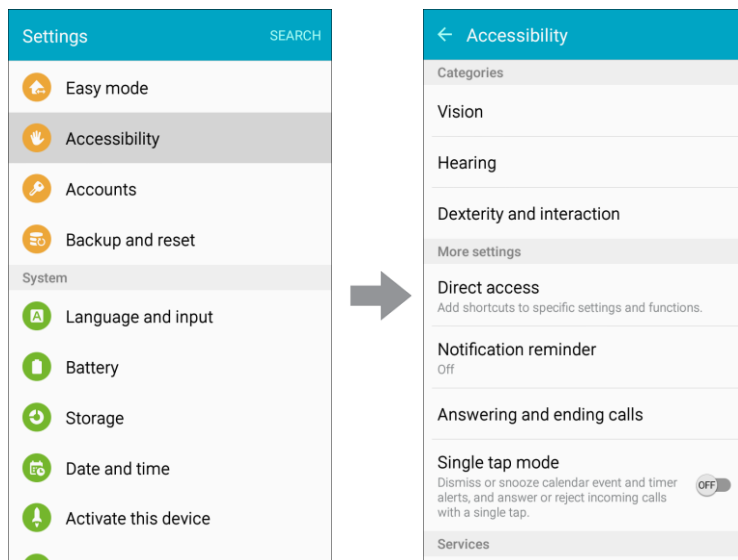 Settings
SEARCH
Easy mode
Accessibility
Accounts
Backup and reset
System
Language and input
Battery
Storage
Date and time
Activate this device
Accessibility
Categories
Vision
Hearing
Dexterity and interaction
More settings
Direct access
Add shortcuts to specific settings and functions.
Notification reminder
Off
Answering and ending calls
Single tap mode
Dismiss or snooze calendar event and timer
alerts, and answer or reject incoming calls
with a single tap.
OFF
Services